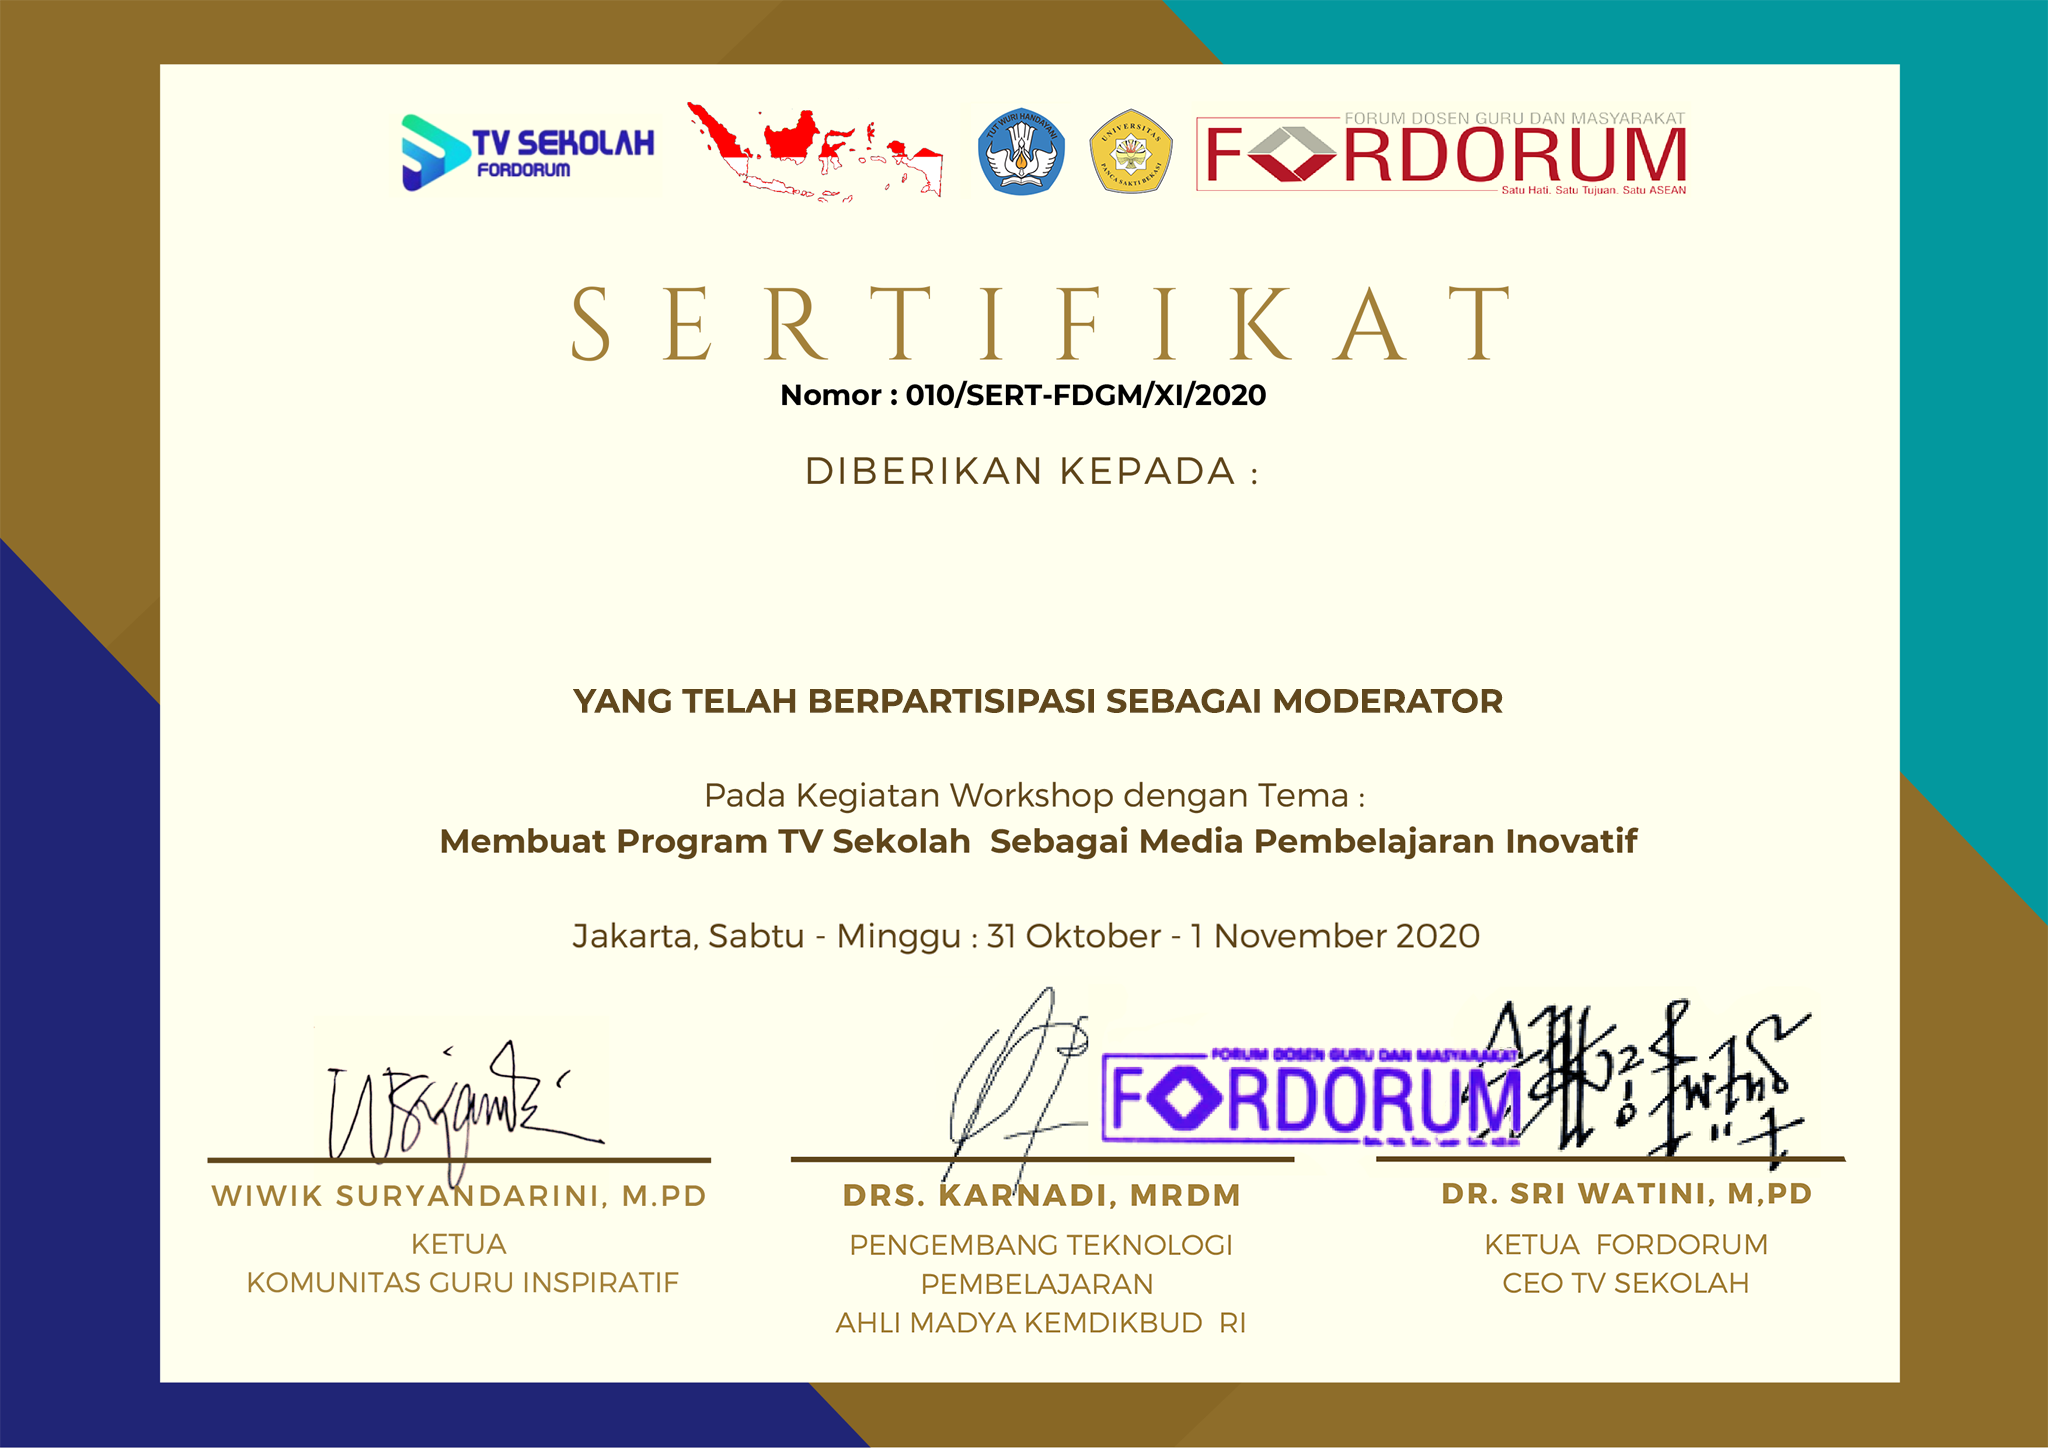 TV SEKOLAH
FORDORUM
TUT WURI HANDAYANI
UNIVERSITAS
PANCA SAKTI BEKASI
FORUM DOSEN GURU DAN MASYARAKAT
FORDORUM
Satu Hati. Satu Tujuan. Satu ASEAN
SERTIFIKAT
Nomor : 010/SERT-FDGM/XI/2020
DIBERIKAN KEPADA :
YANG TELAH BERPARTISIPASI SEBAGAI MODERATOR
Pada Kegiatan Workshop dengan Tema :
Membuat Program TV Sekolah  Sebagai Media Pembelajaran Inovatif
Jakarta, Sabtu - Minggu : 31 Oktober - 1 November 2020
FORUM DOSEN GURU DAN MASYARAKAT
FORDORUM
WIWIK SURYANDARINI, M.PD
KETUA
KOMUNITAS GURU INSPIRATIF
DRS. KARNADI, MRDM
PENGEMBANG TEKNOLOGI
PEMBELAJARAN
AHLI MADYA KEMDIKBUD  RI
DR. SRI WATINI, M,PD
KETUA  FORDORUM
CEO TV SEKOLAH